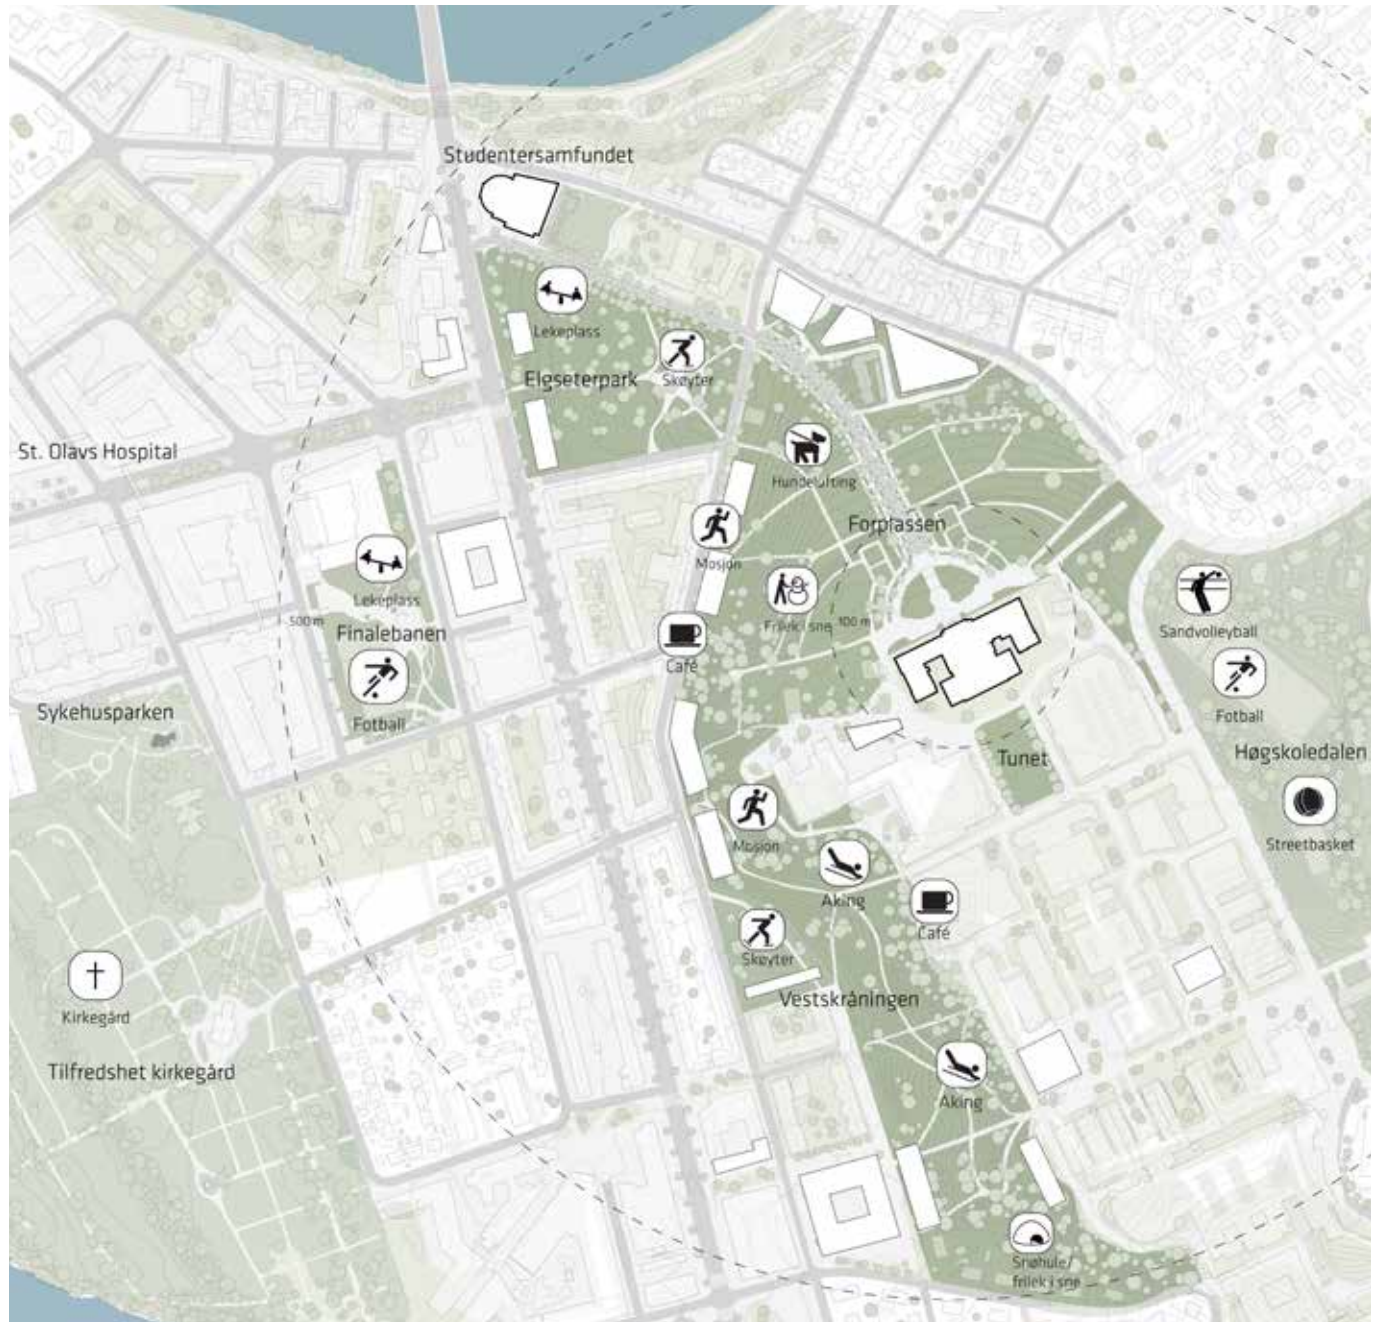 Studentersamfundet
Lekeplass
Skøyter
Elgseterpark
St. Olavs Hospital
Hundelufting
Forplassen
Mosjon
Lekeplass
Frilek i snø
500 m
100 m
Finalebanen
Sandvolleyball
Café
Sykehusparken
Fotball
Fotball
Høgskoledalen
Tunet
Mosjon
Streetbasket
Aking
Café
Skøyter
Vestskråningen
Kirkegård
Tilfredshet kirkegård
Aking
Snøhule/
frilek i snø